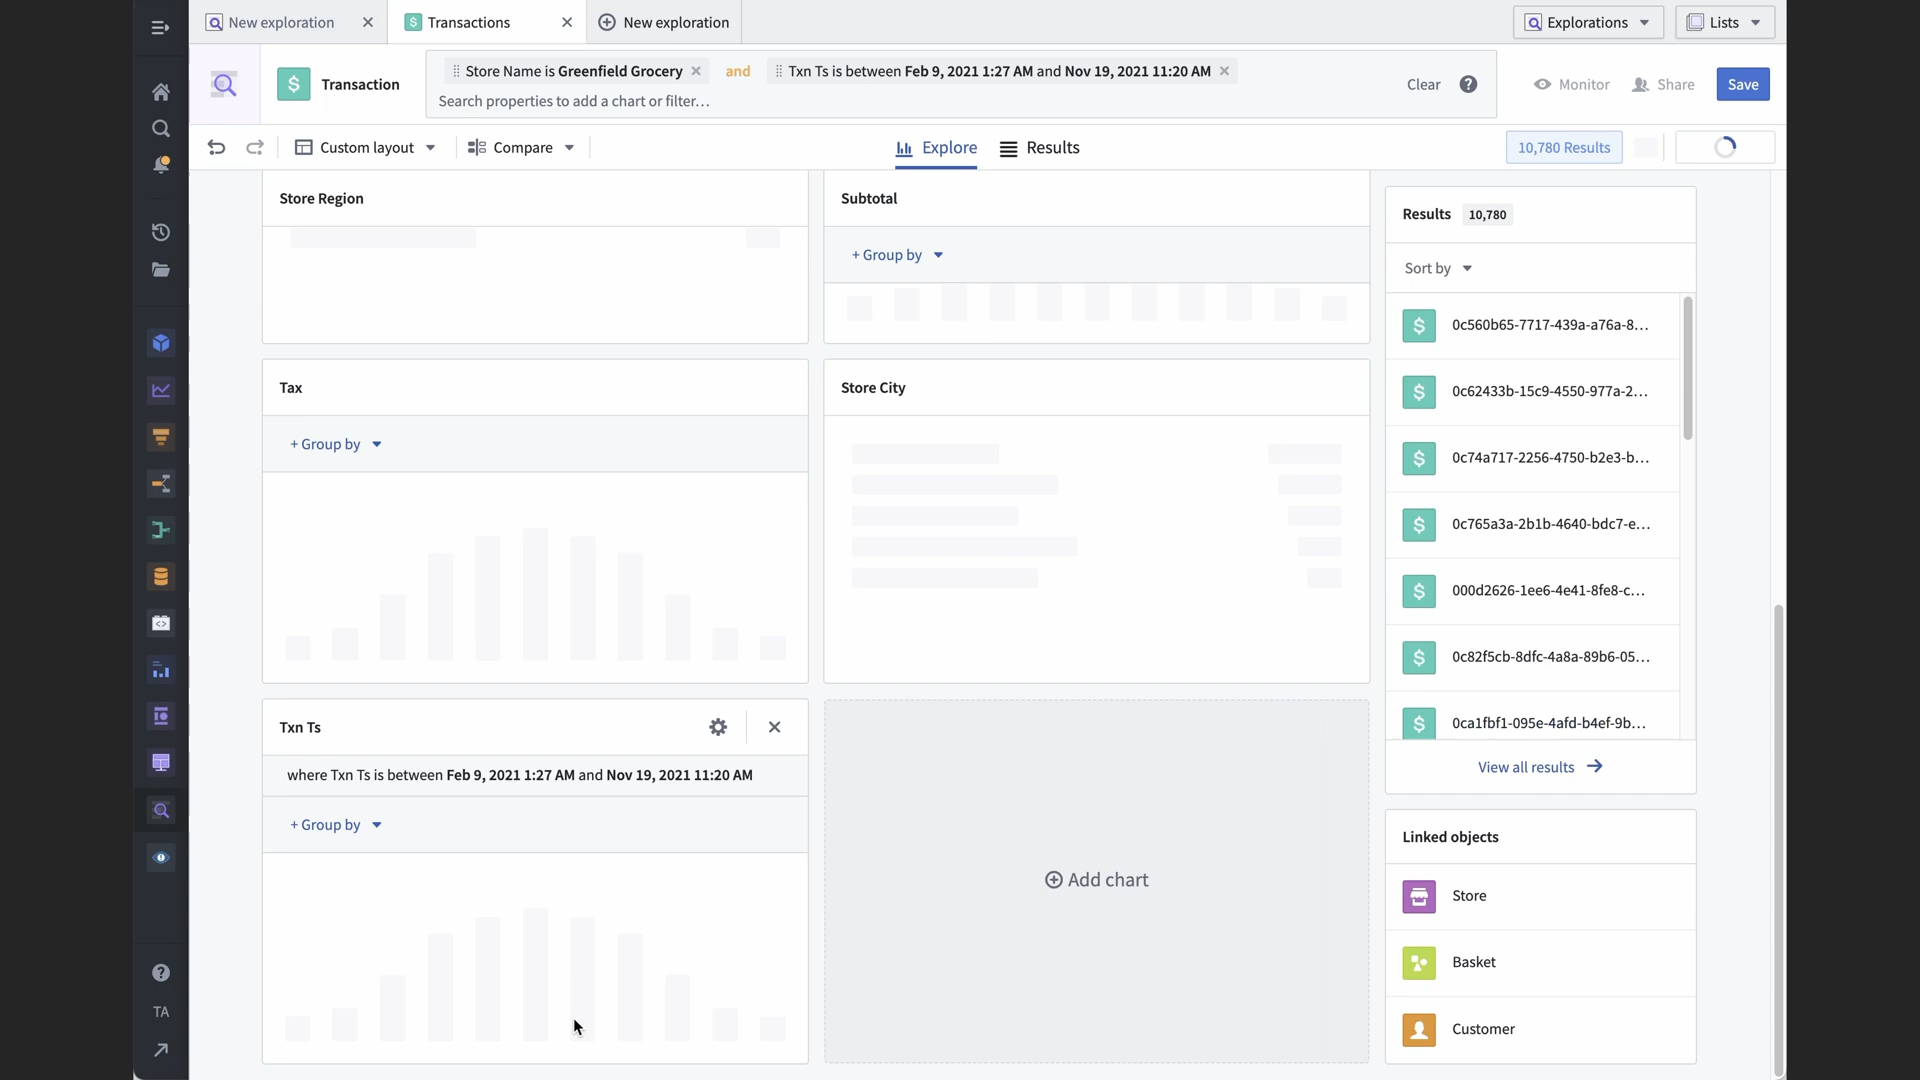 New exploration
Transactions
New exploration
Explorations
Lists
Transaction
Store Name is Greenfield Grocery
and
Txn Ts is between Feb 9, 2021 1:27 AM and Nov 19, 2021 11:20 AM
Search properties to add a chart or filter…
Clear
Monitor
Share
Save
Custom layout
Compare
Explore
Results
10,780 Results
Store Region
Subtotal
+ Group by
Tax
+ Group by
Store City
Txn Ts
where Txn Ts is between Feb 9, 2021 1:27 AM and Nov 19, 2021 11:20 AM
+ Group by
Add chart
Results 10,780
Sort by
0c560b65-7717-439a-a76a-8…
0c62433b-15c9-4550-977a-2…
0c74a717-2256-4750-b2e3-b…
0c765a3a-2b1b-4640-bdc7-e…
000d2626-1ee6-4e41-8fe8-c…
0c82f5cb-8dfc-4a8a-89b6-05…
0ca1fbf1-095e-4afd-b4ef-9b…
View all results
Linked objects
Store
Basket
Customer
TA